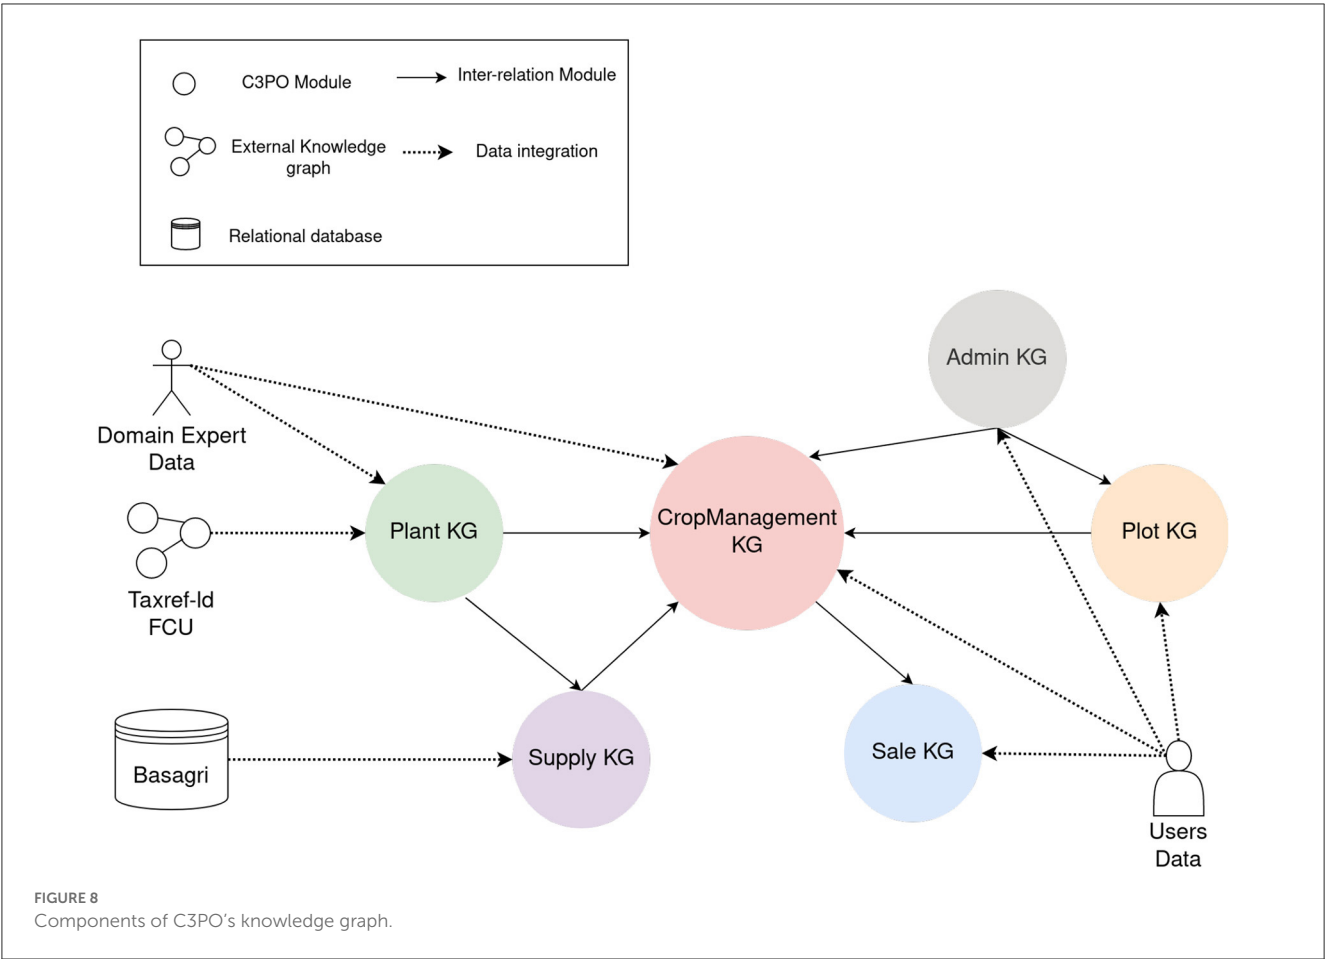 C3PO Module
Inter-relation Module
External Knowledge
graph
Data integration
Relational database
Admin KG
Domain Expert
Data
CropManagement
KG
Plant KG
Plot KG
Taxref-Id
FCU
Supply KG
Sale KG
Basagri
Users
Data
FIGURE 8
Components of C3PO’s knowledge graph.